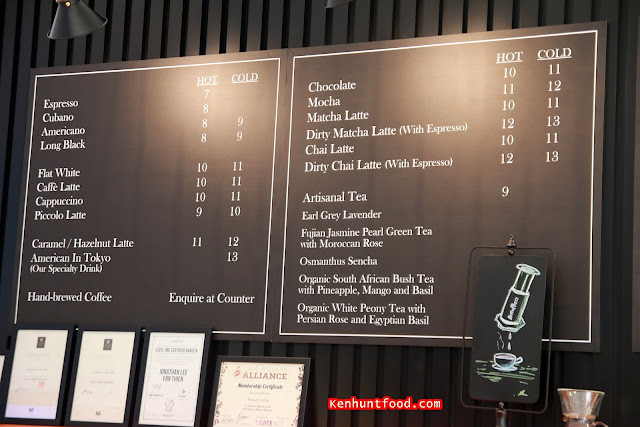 HOT COLD
Espresso 7
Cubano 8
Americano 8 9
Long Black 8 9
Flat White 10 11
Caffè Latte 10 11
Cappuccino 10 11
Piccolo Latte 9 10
Caramel / Hazelnut Latte 11 12
American In Tokyo 13
(Our Specialty Drink)
Hand-brewed Coffee Enquire at Counter
HOT COLD
Chocolate 10 11
Mocha 11 12
Matcha Latte 10 11
Dirty Matcha Latte (With Espresso) 12 13
Chai Latte 10 11
Dirty Chai Latte (With Espresso) 12 13
Artisanal Tea 9
Earl Grey Lavender
Fujian Jasmine Pearl Green Tea
with Moroccan Rose
Osmanthus Sencha
Organic South African Bush Tea
with Pineapple, Mango and Basil
Organic White Peony Tea with
Persian Rose and Egyptian Basil
LEVEL ONE CERTIFIED BARISTA
JONATHAN LEE
ERN THIEN
ALLIANCE
Membership Certificate
Kenhuntfood.com